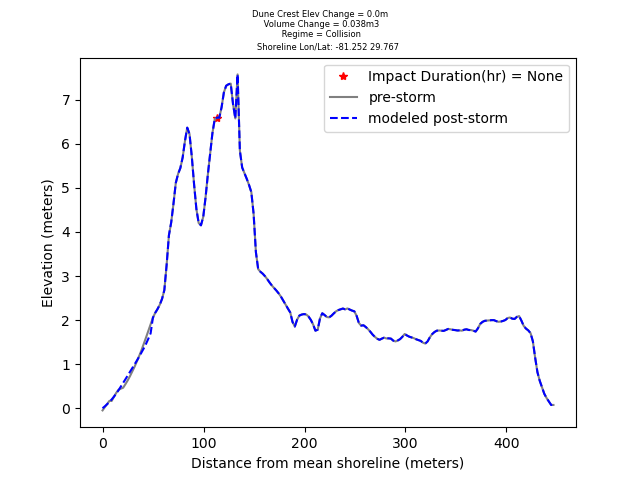 Dune Crest Elev Change = 0.0m
Volume Change = 0.038m3
Regime = Collision
Shoreline Lon/Lat: -81.252 29.767
Impact Duration(hr) = None
pre-storm
modeled post-storm
7
6
5
4
3
2
1
0
Elevation (meters)
0 100 200 300 400
Distance from mean shoreline (meters)